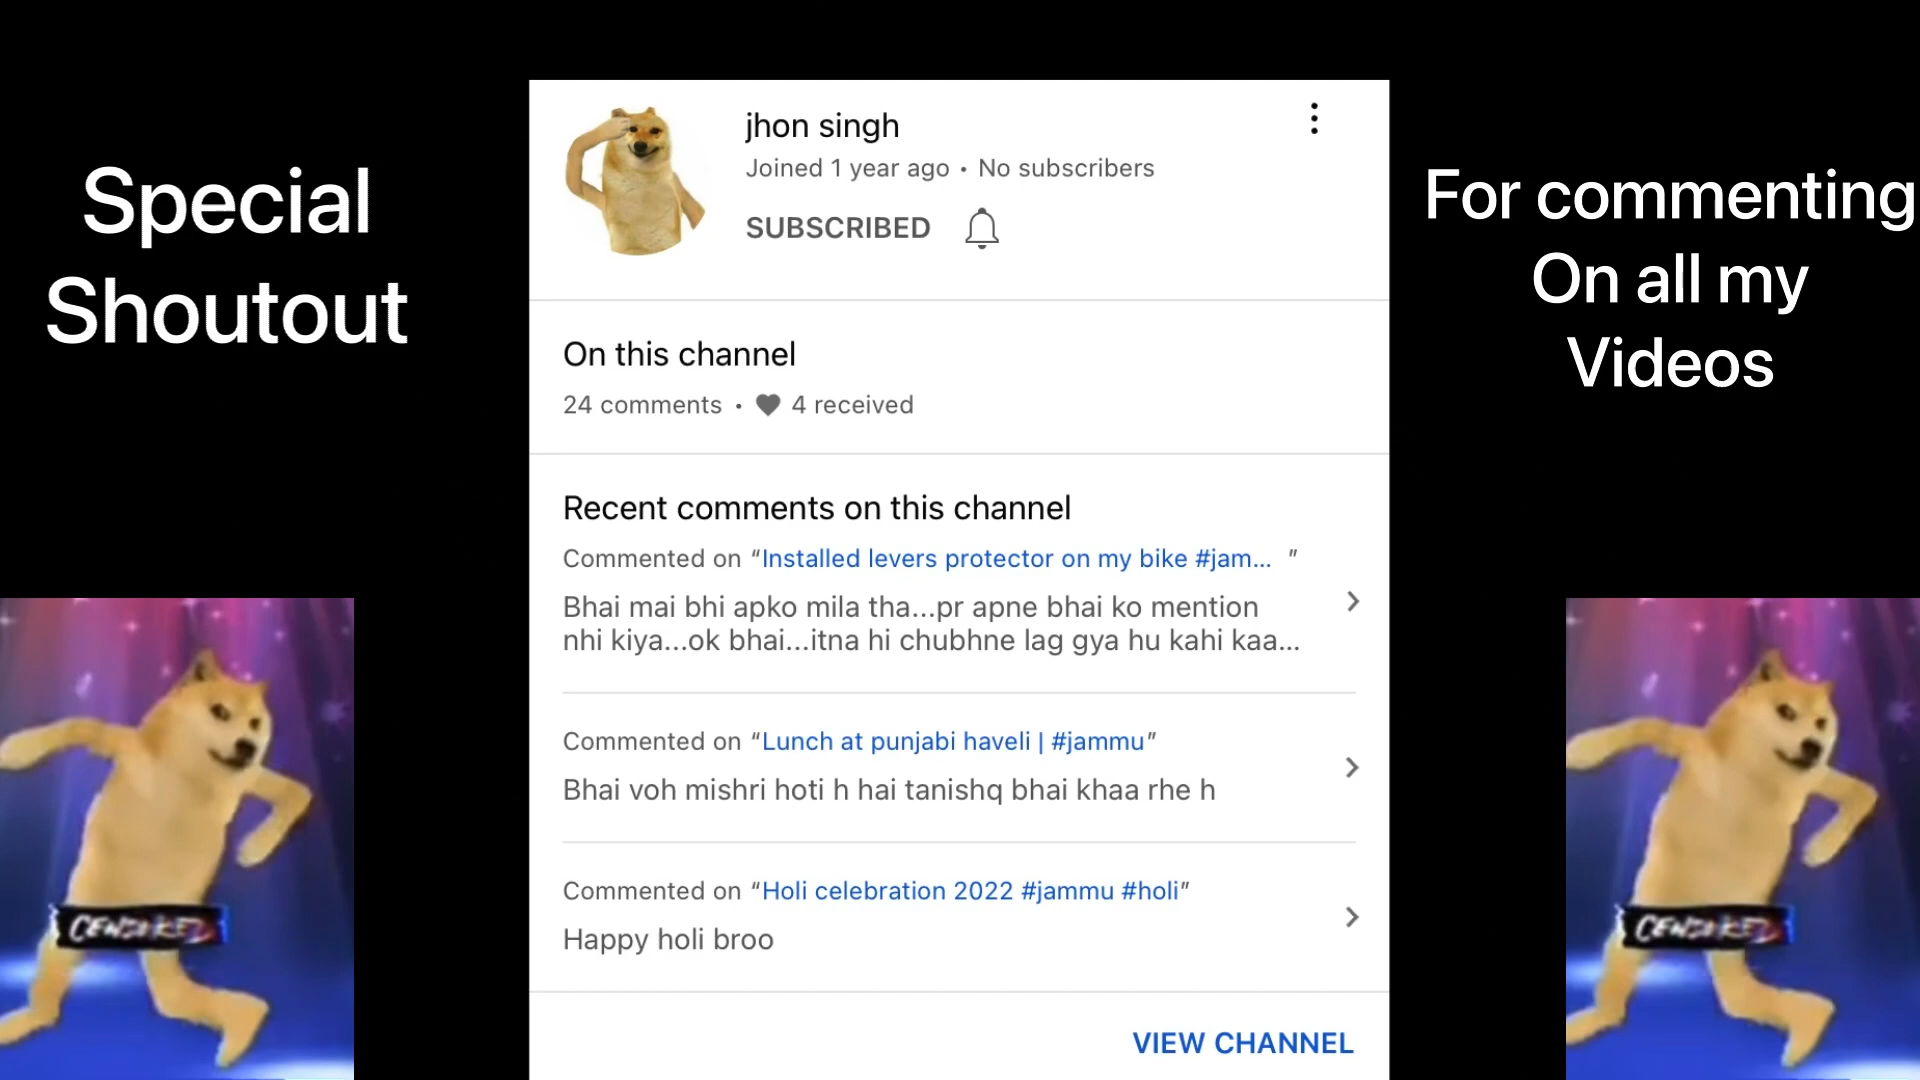 Special
Shoutout
jhon singh
Joined 1 year ago • No subscribers
SUBSCRIBED
On this channel
24 comments • 4 received
Recent comments on this channel
Commented on “Installed levers protector on my bike #jam... ”
Bhai mai bhi apko mila tha...pr apne bhai ko mention
nhi kiya...ok bhai...itna hi chubhne lag gya hu kahi kaa...
Commented on “Lunch at punjabi haveli | #jammu”
Bhai voh mishri hoti h hai tanishq bhai khaa rhe h
Commented on “Holi celebration 2022 #jammu #holi”
Happy holi broo
VIEW CHANNEL
For commenting
On all my
Videos
CENSORED
CENSORED